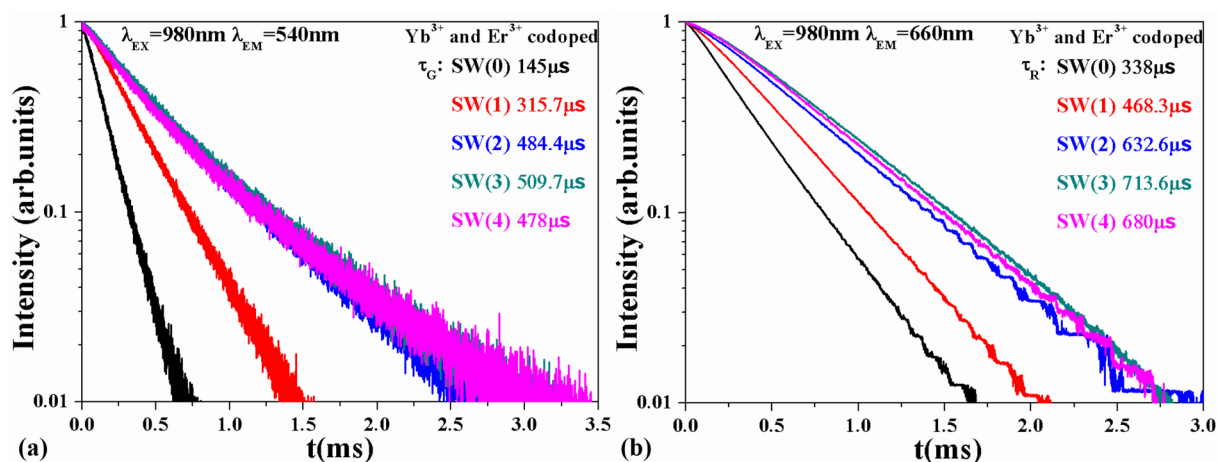 λEX=980nm λEM=540nm
Yb3+ and Er3+ codoped
τG: SW(0) 145μs
SW(1) 315.7μs
SW(2) 484.4μs
SW(3) 509.7μs
SW(4) 478μs
Intensity (arb.units)
1
0.1
0.01
0.0 0.5 1.0 1.5 2.0 2.5 3.0 3.5
t(ms)
(a)
λEX=980nm λEM=660nm
Yb3+ and Er3+ codoped
τR: SW(0) 338μs
SW(1) 468.3μs
SW(2) 632.6μs
SW(3) 713.6μs
SW(4) 680μs
Intensity (arb.units)
1
0.1
0.01
0.0 0.5 1.0 1.5 2.0 2.5 3.0
t(ms)
(b)